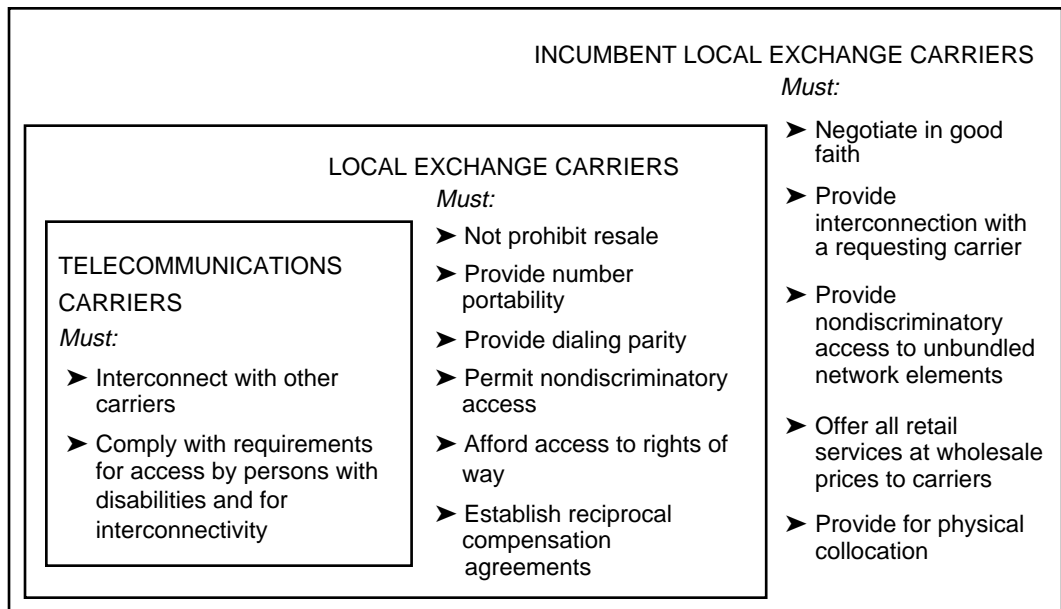 INCUMBENT LOCAL EXCHANGE CARRIERS
Must:
➤ Negotiate in good
faith
➤ Provide
interconnection with
a requesting carrier
➤ Provide
nondiscriminatory
access to unbundled
network elements
➤ Offer all retail
services at wholesale
prices to carriers
➤ Provide for physical
collocation
LOCAL EXCHANGE CARRIERS
Must:
➤ Not prohibit resale
➤ Provide number
portability
➤ Provide dialing parity
➤ Permit nondiscriminatory
access
➤ Afford access to rights of
way
➤ Establish reciprocal
compensation
agreements
TELECOMMUNICATIONS
CARRIERS
Must:
➤ Interconnect with other
carriers
➤ Comply with requirements
for access by persons with
disabilities and for
interconnectivity